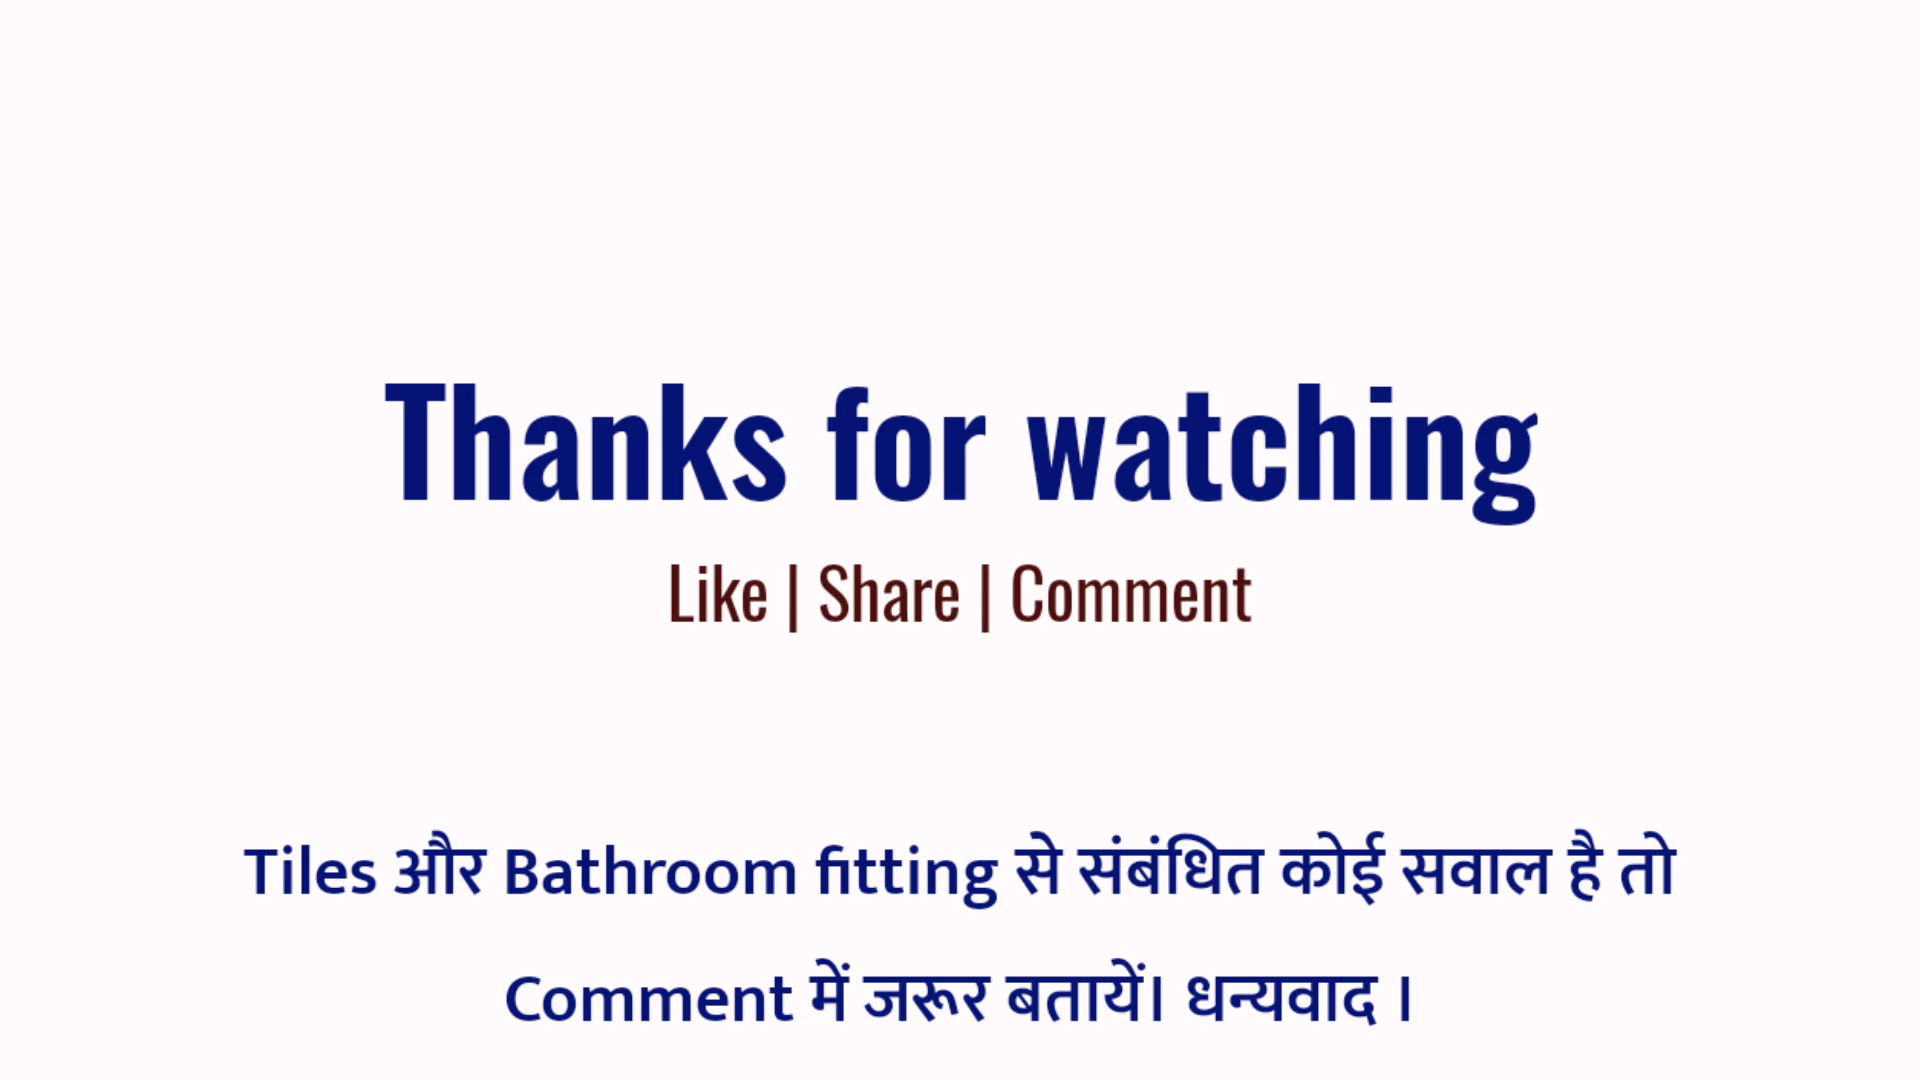 Thanks for watching
Like | Share | Comment
Tiles और Bathroom fitting से संबंधित कोई सवाल है तो
Comment में जरूर बतायें। धन्यवाद ।